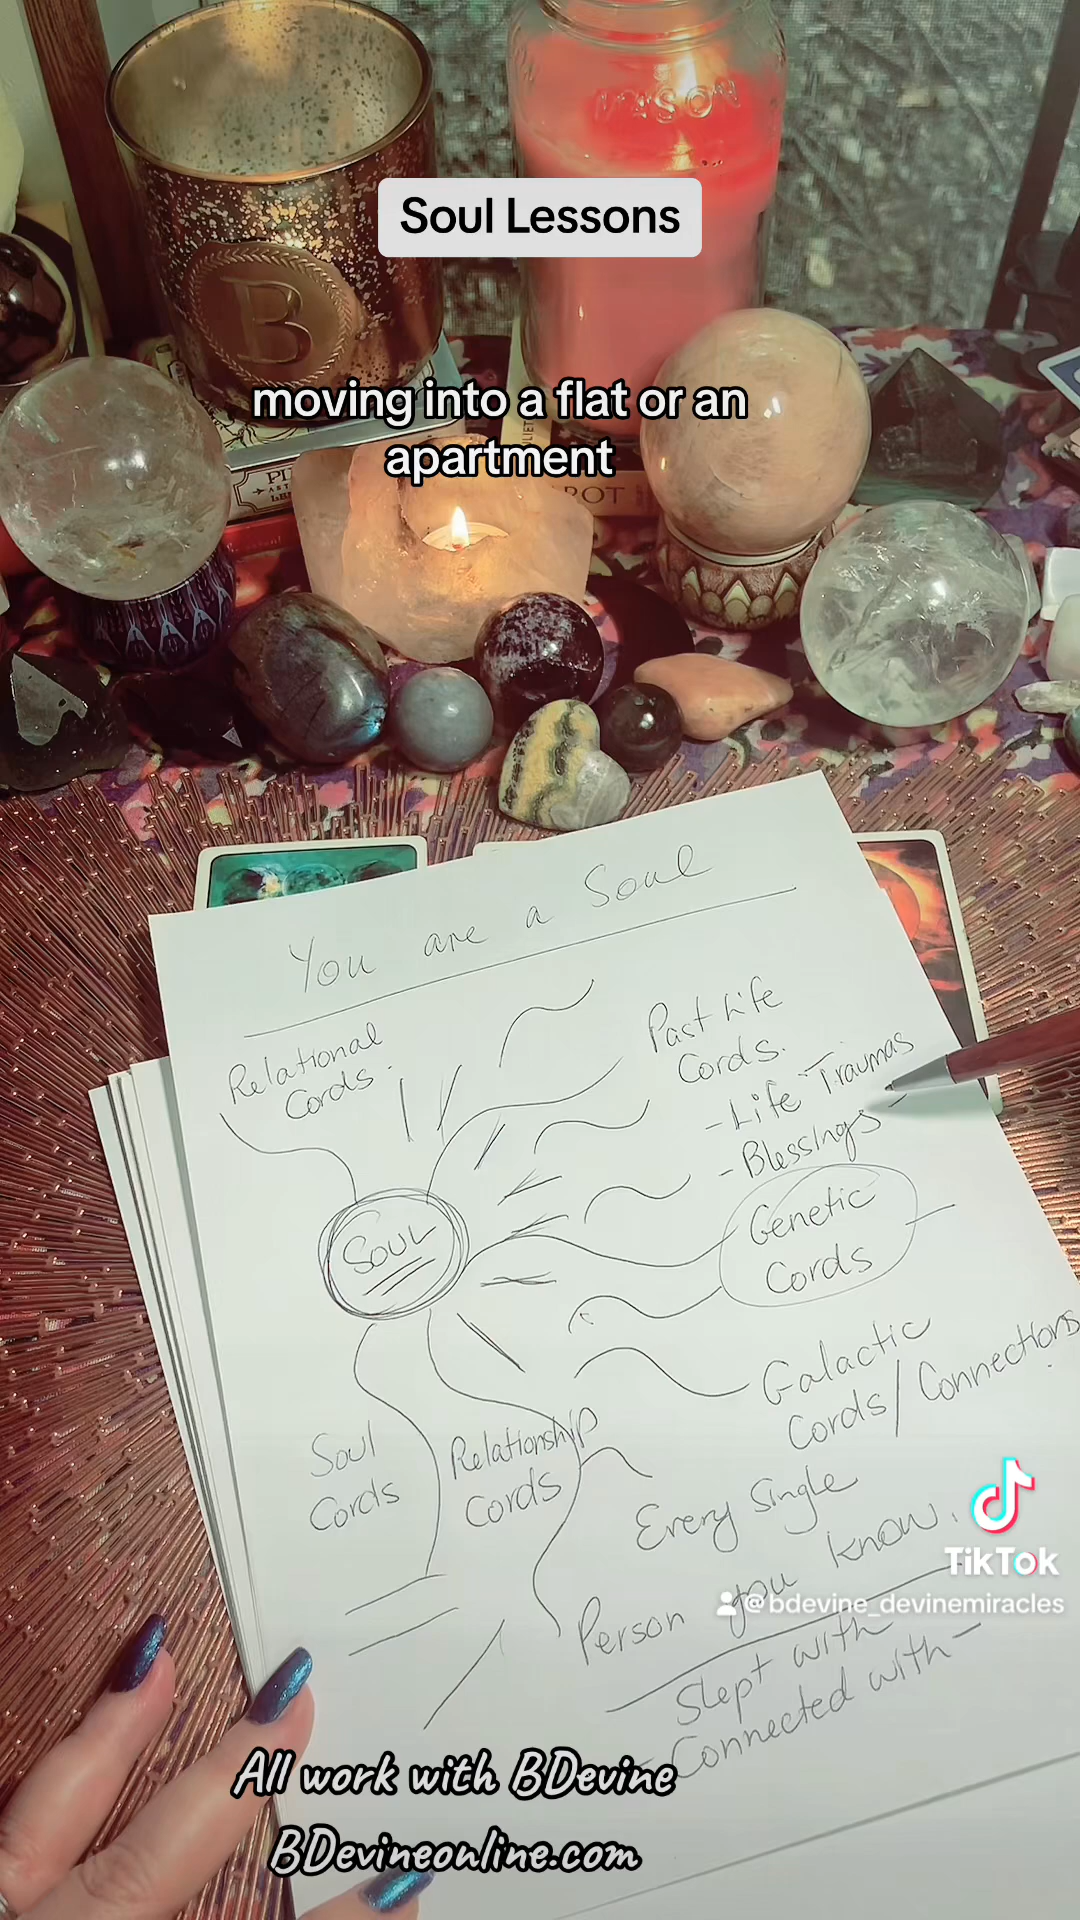 MASON
Soul Lessons
B
moving into a flat or an
apartment
You are a Soul
Relational
Cords.
Past Life
Cords.
- Life Traumas
- Blessings -
SOUL
Genetic
Cords
Galactic
Cords/Connections
Soul
Cords
Relationship
Cords
Every Single
Person you know.
Slept with
- Connected with -
TikTok
@bdevine_devinemiracles
All work with BDevine
BDevineonline.com